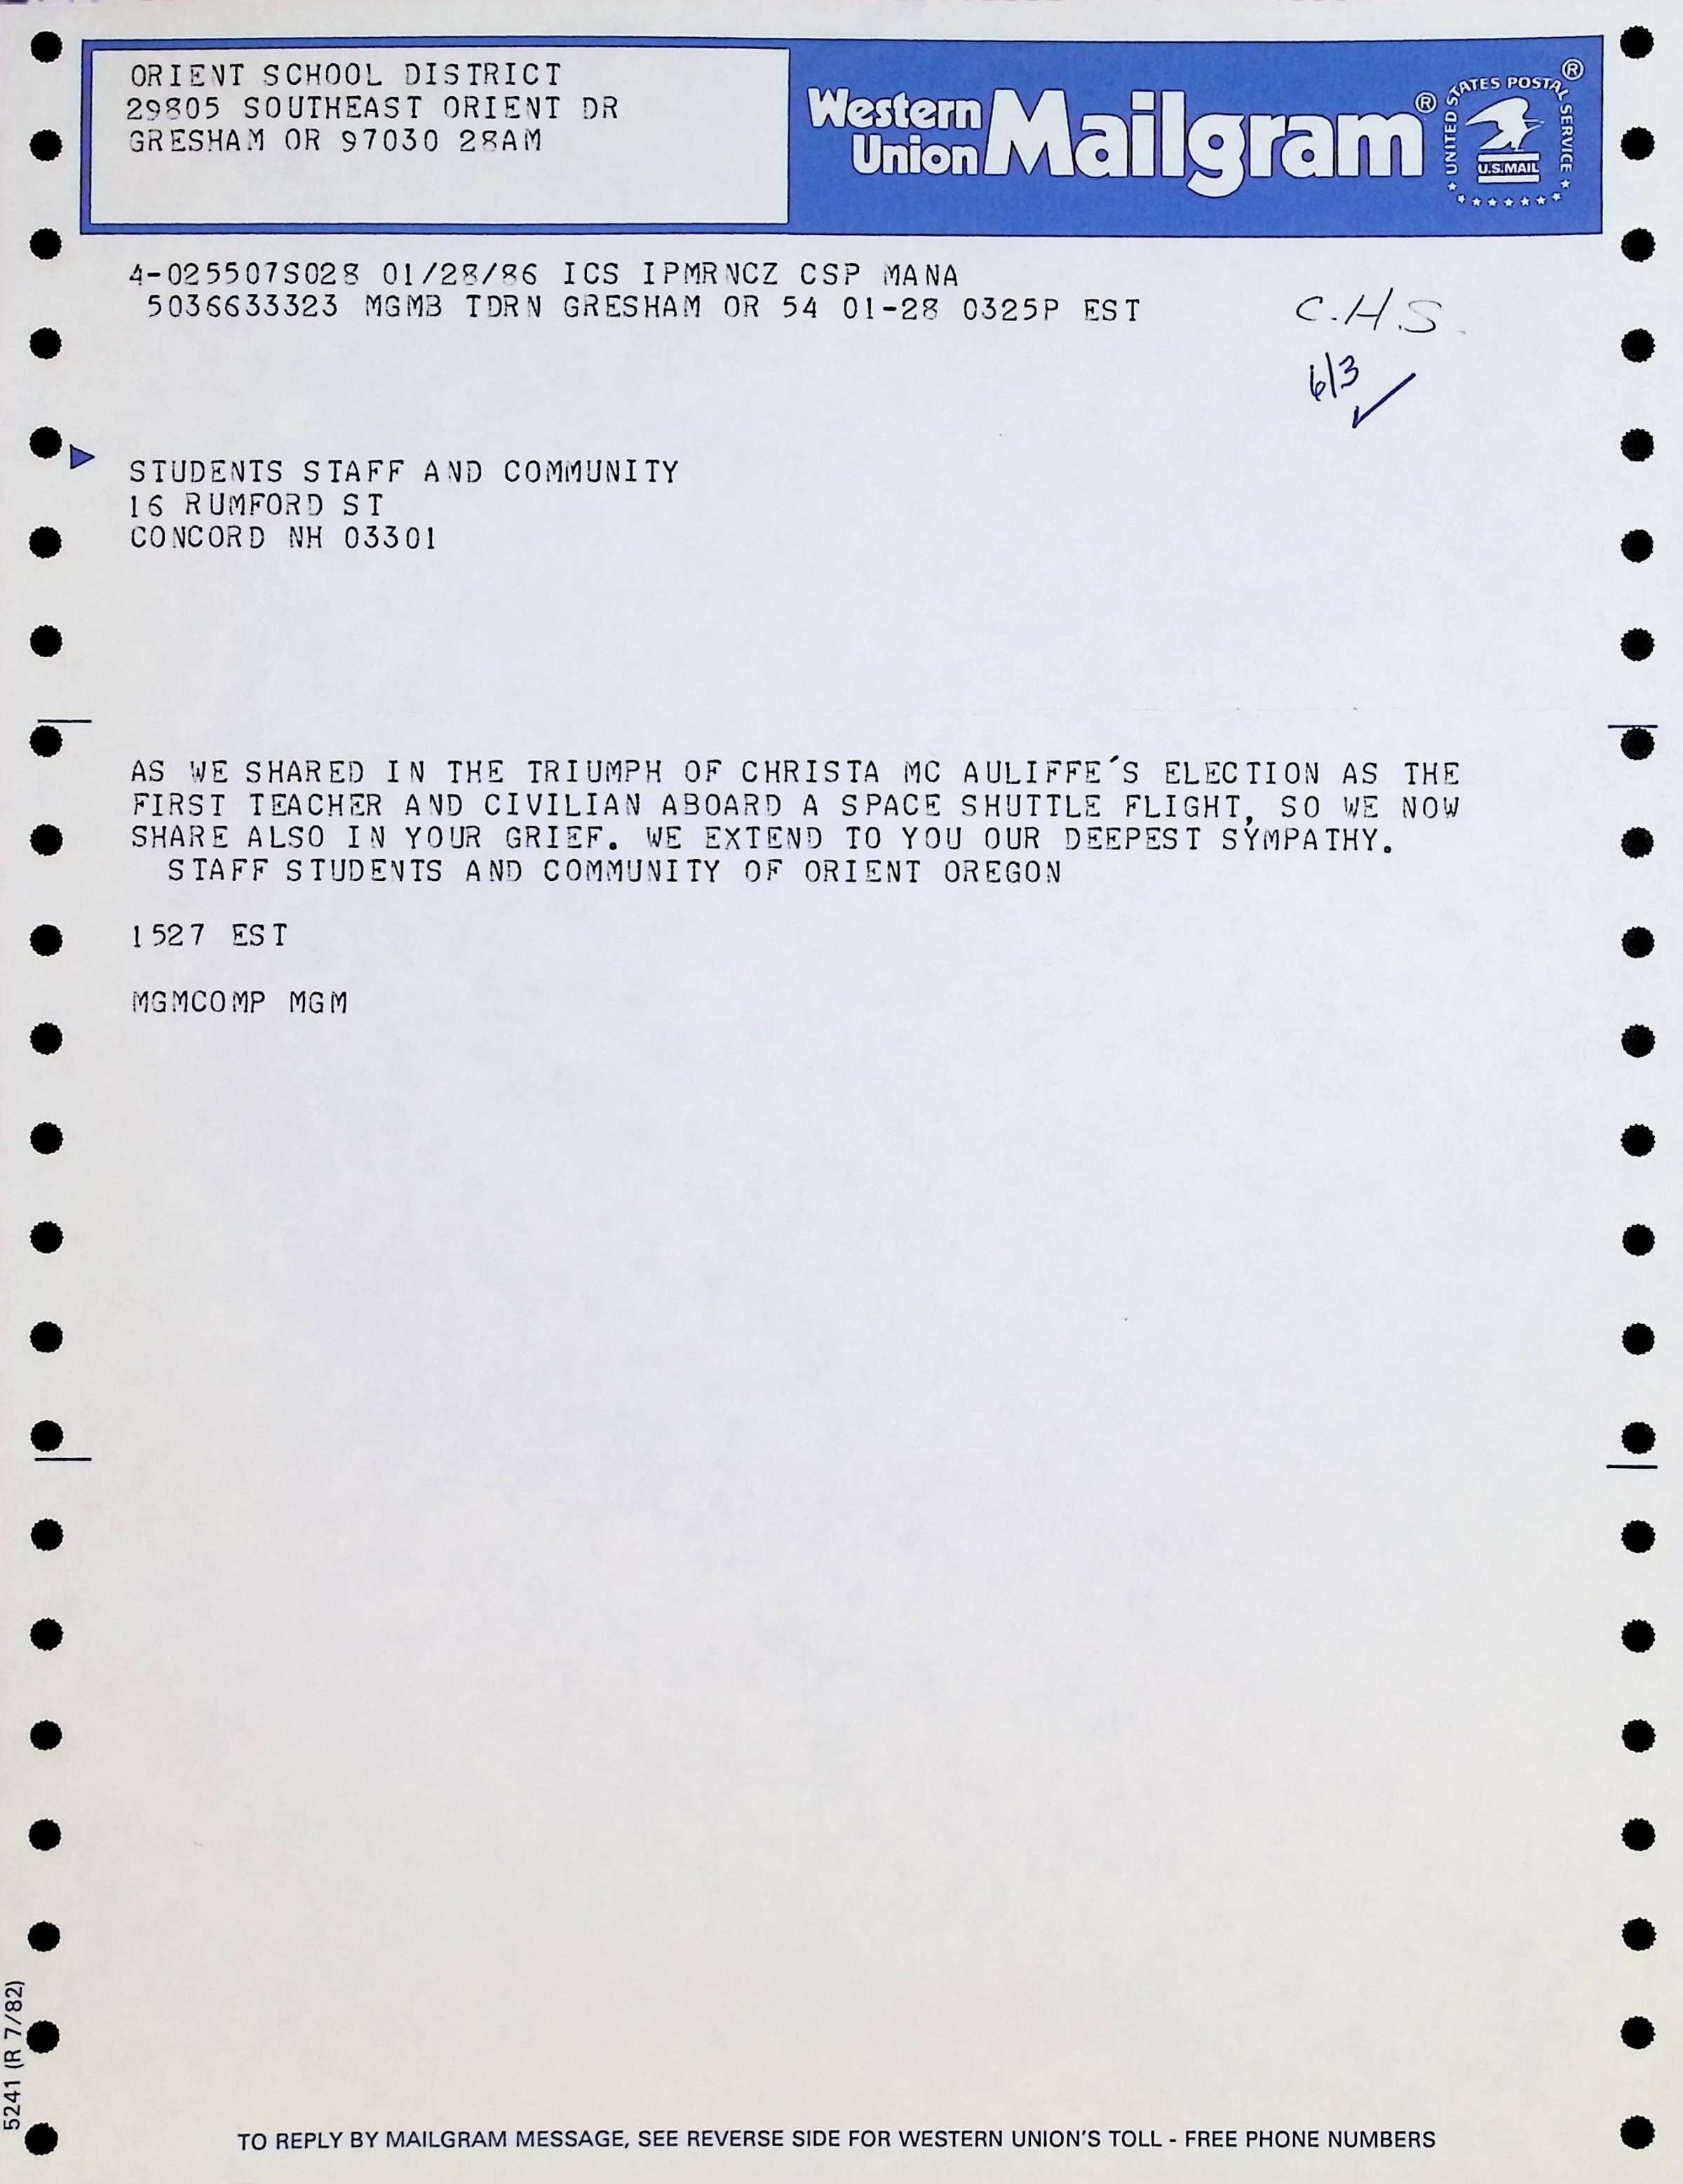 ORIENT SCHOOL DISTRICT
29805 SOUTHEAST ORIENT DR
GRESHAM OR 97030 28AM
Western
Union Mailgram®
UNITED STATES POSTAL SERVICE ®
U.S.MAIL
4-025507S028 01/28/86 ICS IPMRNCZ CSP MANA
5036633323 MGMB TDRN GRESHAM OR 54 01-28 0325P EST
C.H.S.
6/3 ✓
STUDENTS STAFF AND COMMUNITY
16 RUMFORD ST
CONCORD NH 03301
AS WE SHARED IN THE TRIUMPH OF CHRISTA MC AULIFFE´S ELECTION AS THE
FIRST TEACHER AND CIVILIAN ABOARD A SPACE SHUTTLE FLIGHT, SO WE NOW
SHARE ALSO IN YOUR GRIEF. WE EXTEND TO YOU OUR DEEPEST SYMPATHY.
STAFF STUDENTS AND COMMUNITY OF ORIENT OREGON
1527 EST
MGMCOMP MGM
5241 (R 7/82)
TO REPLY BY MAILGRAM MESSAGE, SEE REVERSE SIDE FOR WESTERN UNION'S TOLL - FREE PHONE NUMBERS